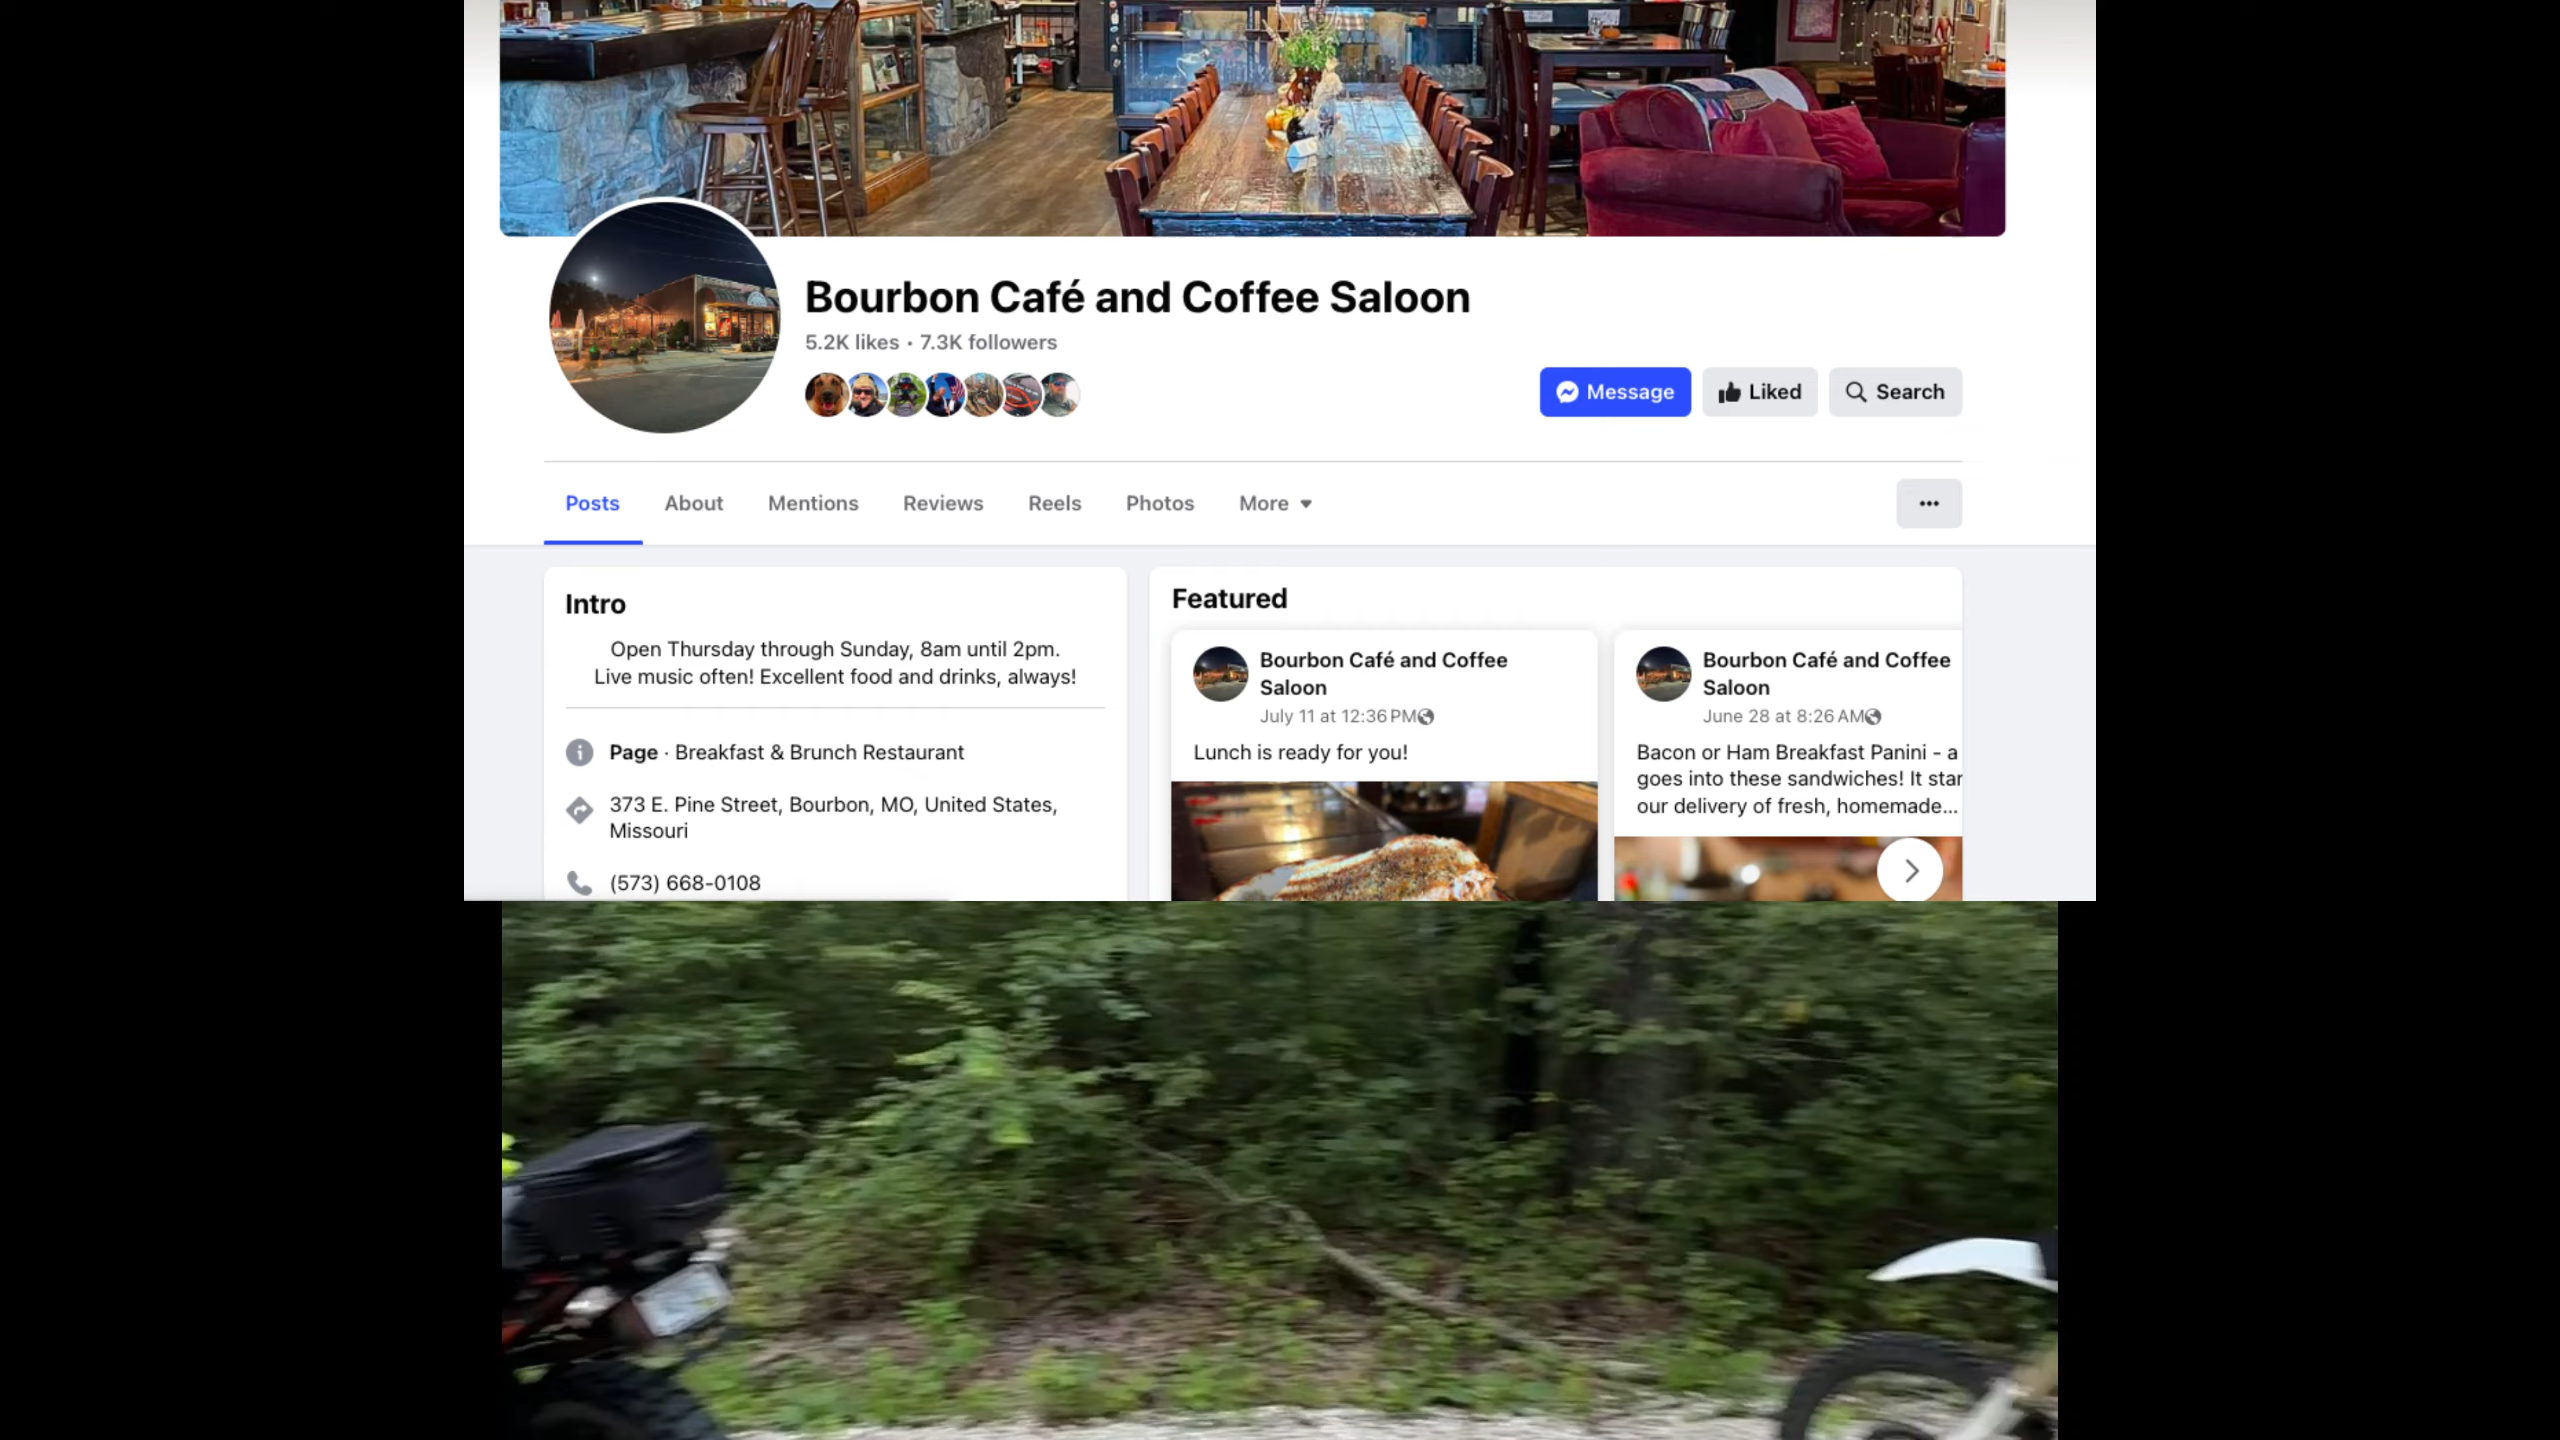 Bourbon Café and Coffee Saloon
5.2K likes · 7.3K followers
Message
Liked
Search
Posts
About
Mentions
Reviews
Reels
Photos
More
Intro
Open Thursday through Sunday, 8am until 2pm.
Live music often! Excellent food and drinks, always!
Page · Breakfast & Brunch Restaurant
373 E. Pine Street, Bourbon, MO, United States,
Missouri
(573) 668-0108
Featured
Bourbon Café and Coffee
Saloon
July 11 at 12:36 PM
Lunch is ready for you!
Bourbon Café and Coffee
Saloon
June 28 at 8:26 AM
Bacon or Ham Breakfast Panini - a
goes into these sandwiches! It star
our delivery of fresh, homemade...